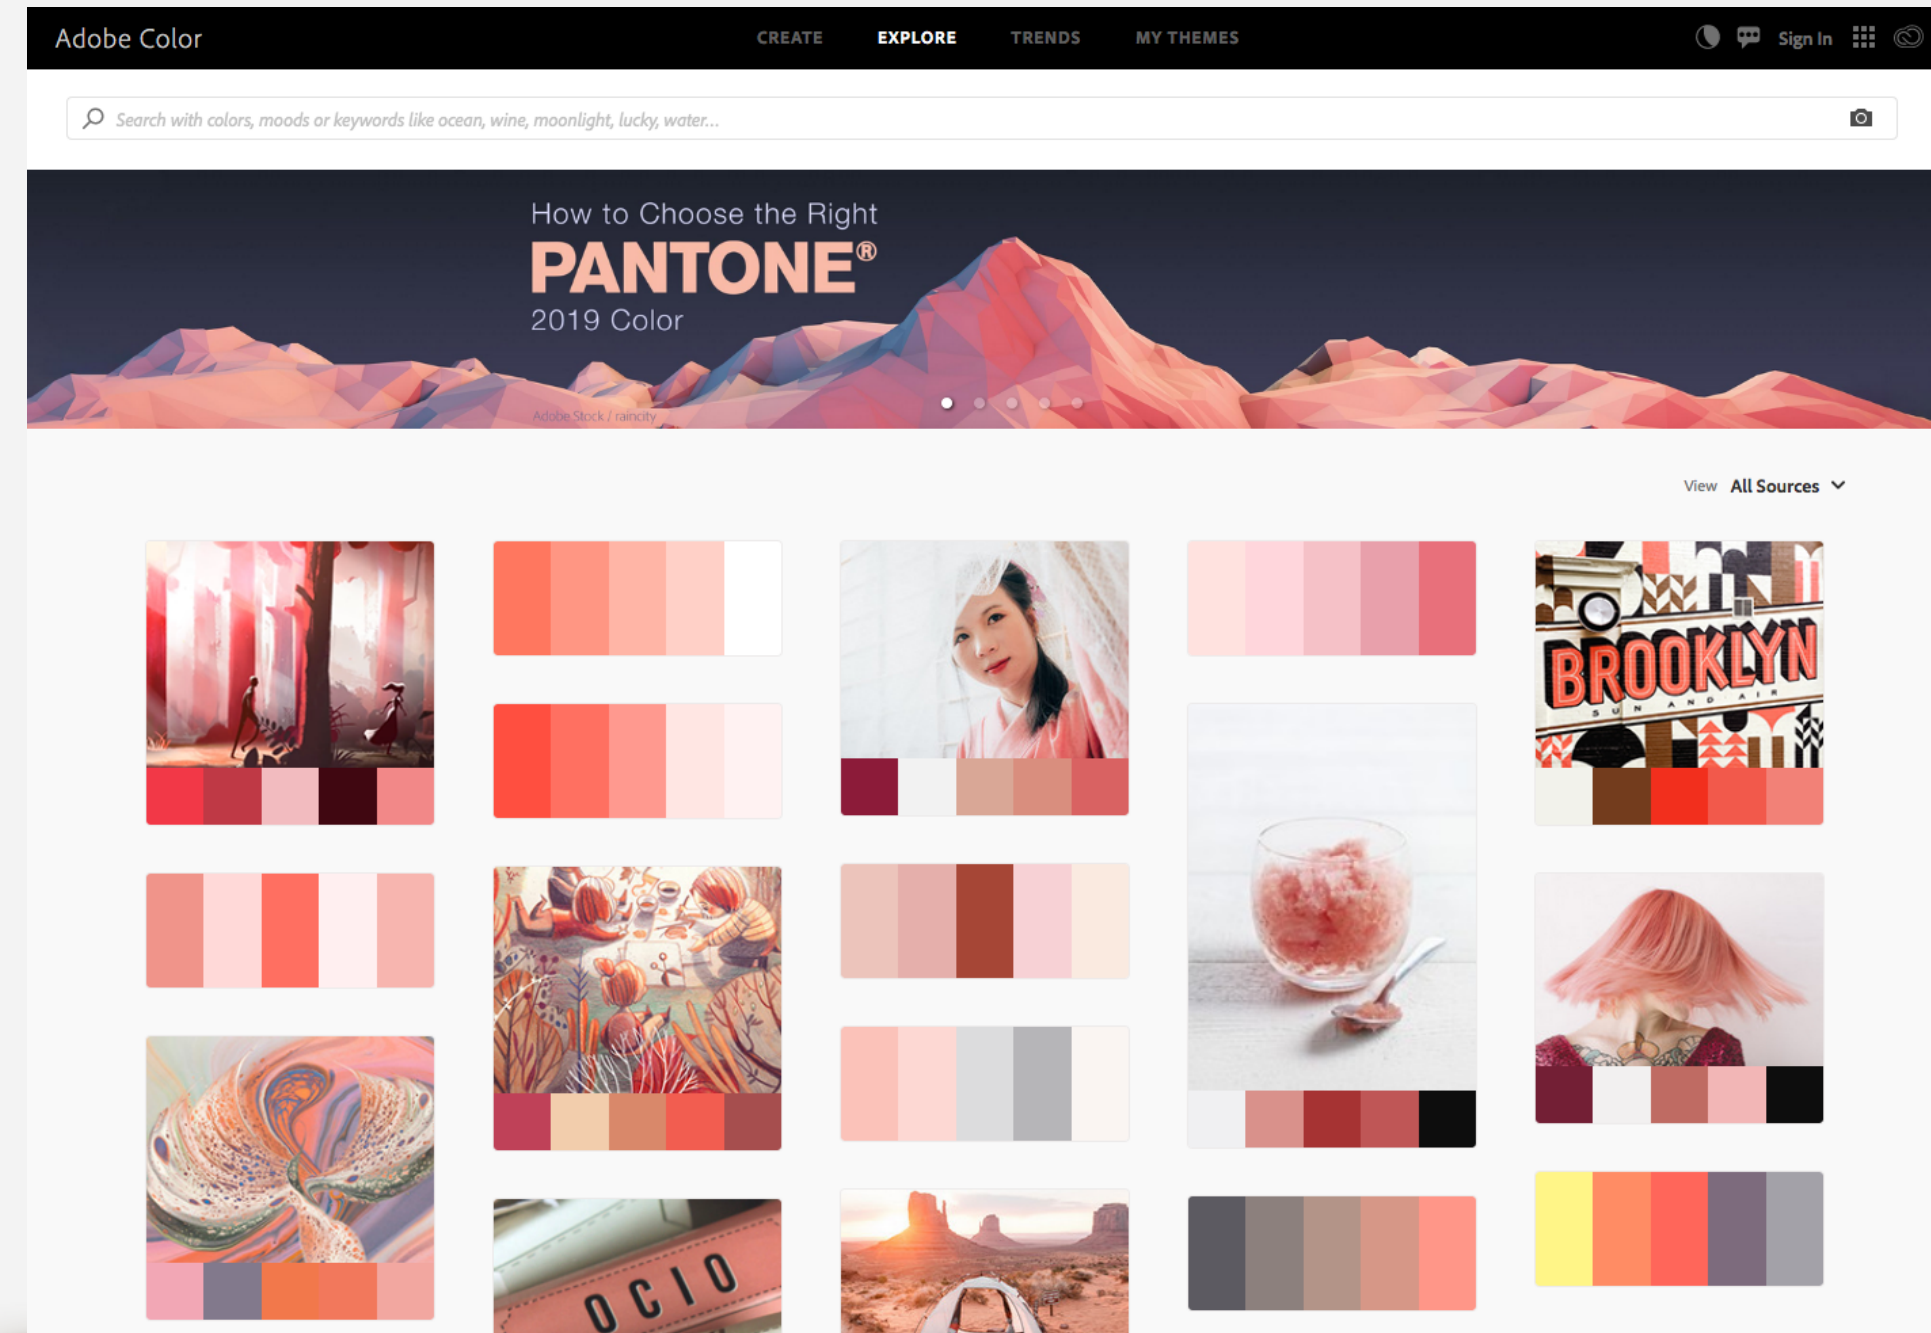 Adobe Color
CREATE EXPLORE TRENDS MY THEMES
Sign In
Search with colors, moods or keywords like ocean, wine, moonlight, lucky, water...
How to Choose the Right
PANTONE®
2019 Color
Adobe Stock / raincity
View All Sources
BROOKLYN
SUN AND AIR
OCIO